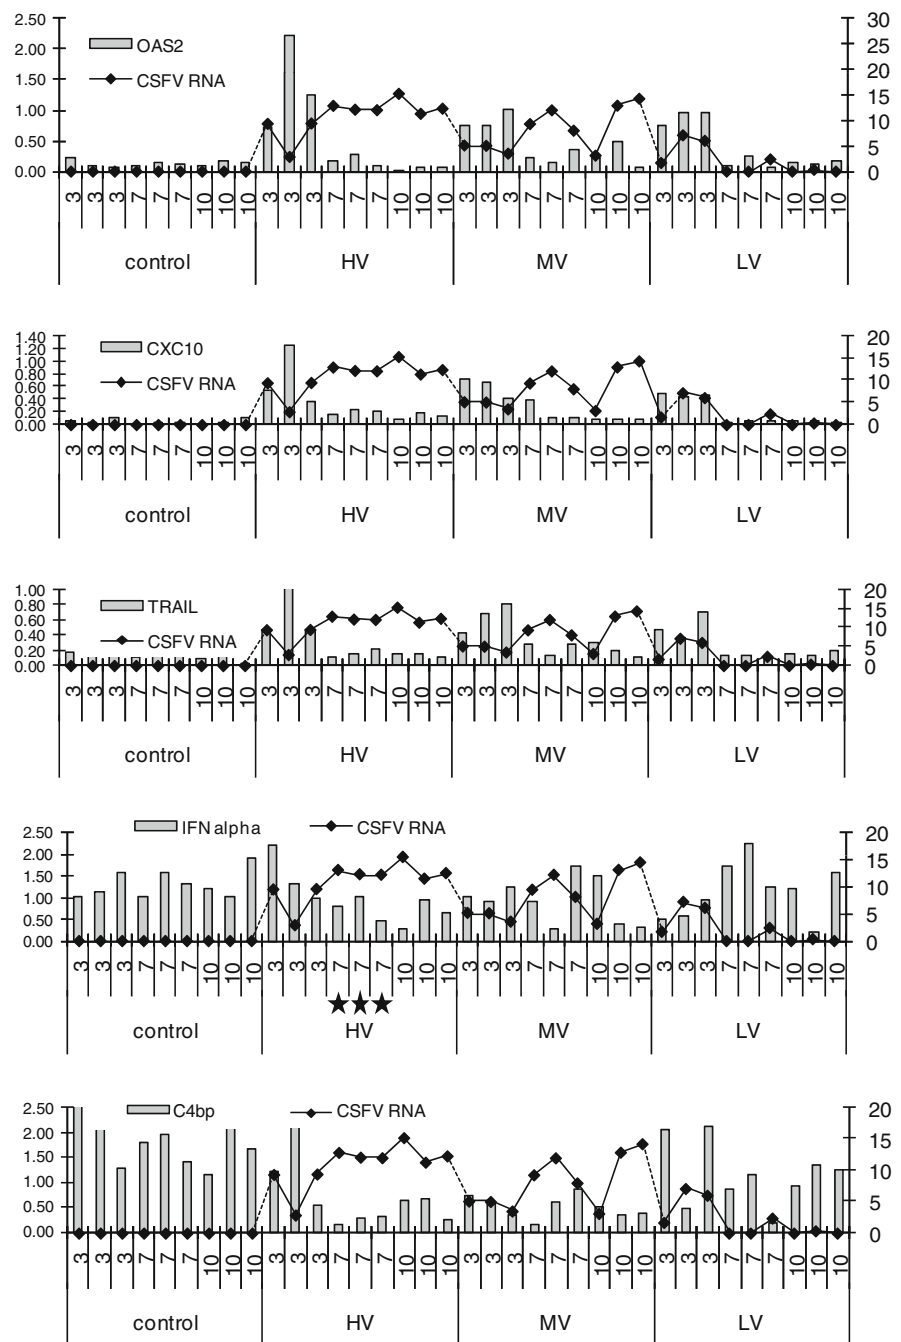 2.50 30
OAS2 25
2.00 20
CSFV RNA
1.50 15
1.00 10
0.50 5
0.00 0
3 3 3 7 7 7 10 10 10 3 3 3 7 7 7 10 10 10 3 3 3 7 7 7 10 10 10 3 3 3 7 7 7 10 10 10
control HV MV LV
1.40 20
1.20 CXC10
1.00 15
0.80 CSFV RNA
0.60 10
0.40 5
0.20
0.00 0
3 3 3 7 7 7 10 10 10 3 3 3 7 7 7 10 10 10 3 3 3 7 7 7 10 10 10 3 3 3 7 7 7 10 10 10
control HV MV LV
1.00 20
0.80 TRAIL 15
0.60
0.40 CSFV RNA 10
0.20 5
0.00 0
3 3 3 7 7 7 10 10 10 3 3 3 7 7 7 10 10 10 3 3 3 7 7 7 10 10 10 3 3 3 7 7 7 10 10 10
control HV MV LV
2.50 IFN alpha CSFV RNA 20
2.00 15
1.50
1.00 10
0.50 5
0.00 0
3 3 3 7 7 7 10 10 10 3 3 3 7 7 7 10 10 10 3 3 3 7 7 7 10 10 10 3 3 3 7 7 7 10 10 10
★★★
control HV MV LV
2.50 C4bp CSFV RNA 20
2.00 15
1.50
1.00 10
0.50 5
0.00 0
3 3 3 7 7 7 10 10 10 3 3 3 7 7 7 10 10 10 3 3 3 7 7 7 10 10 10 3 3 3 7 7 7 10 10 10
control HV MV LV